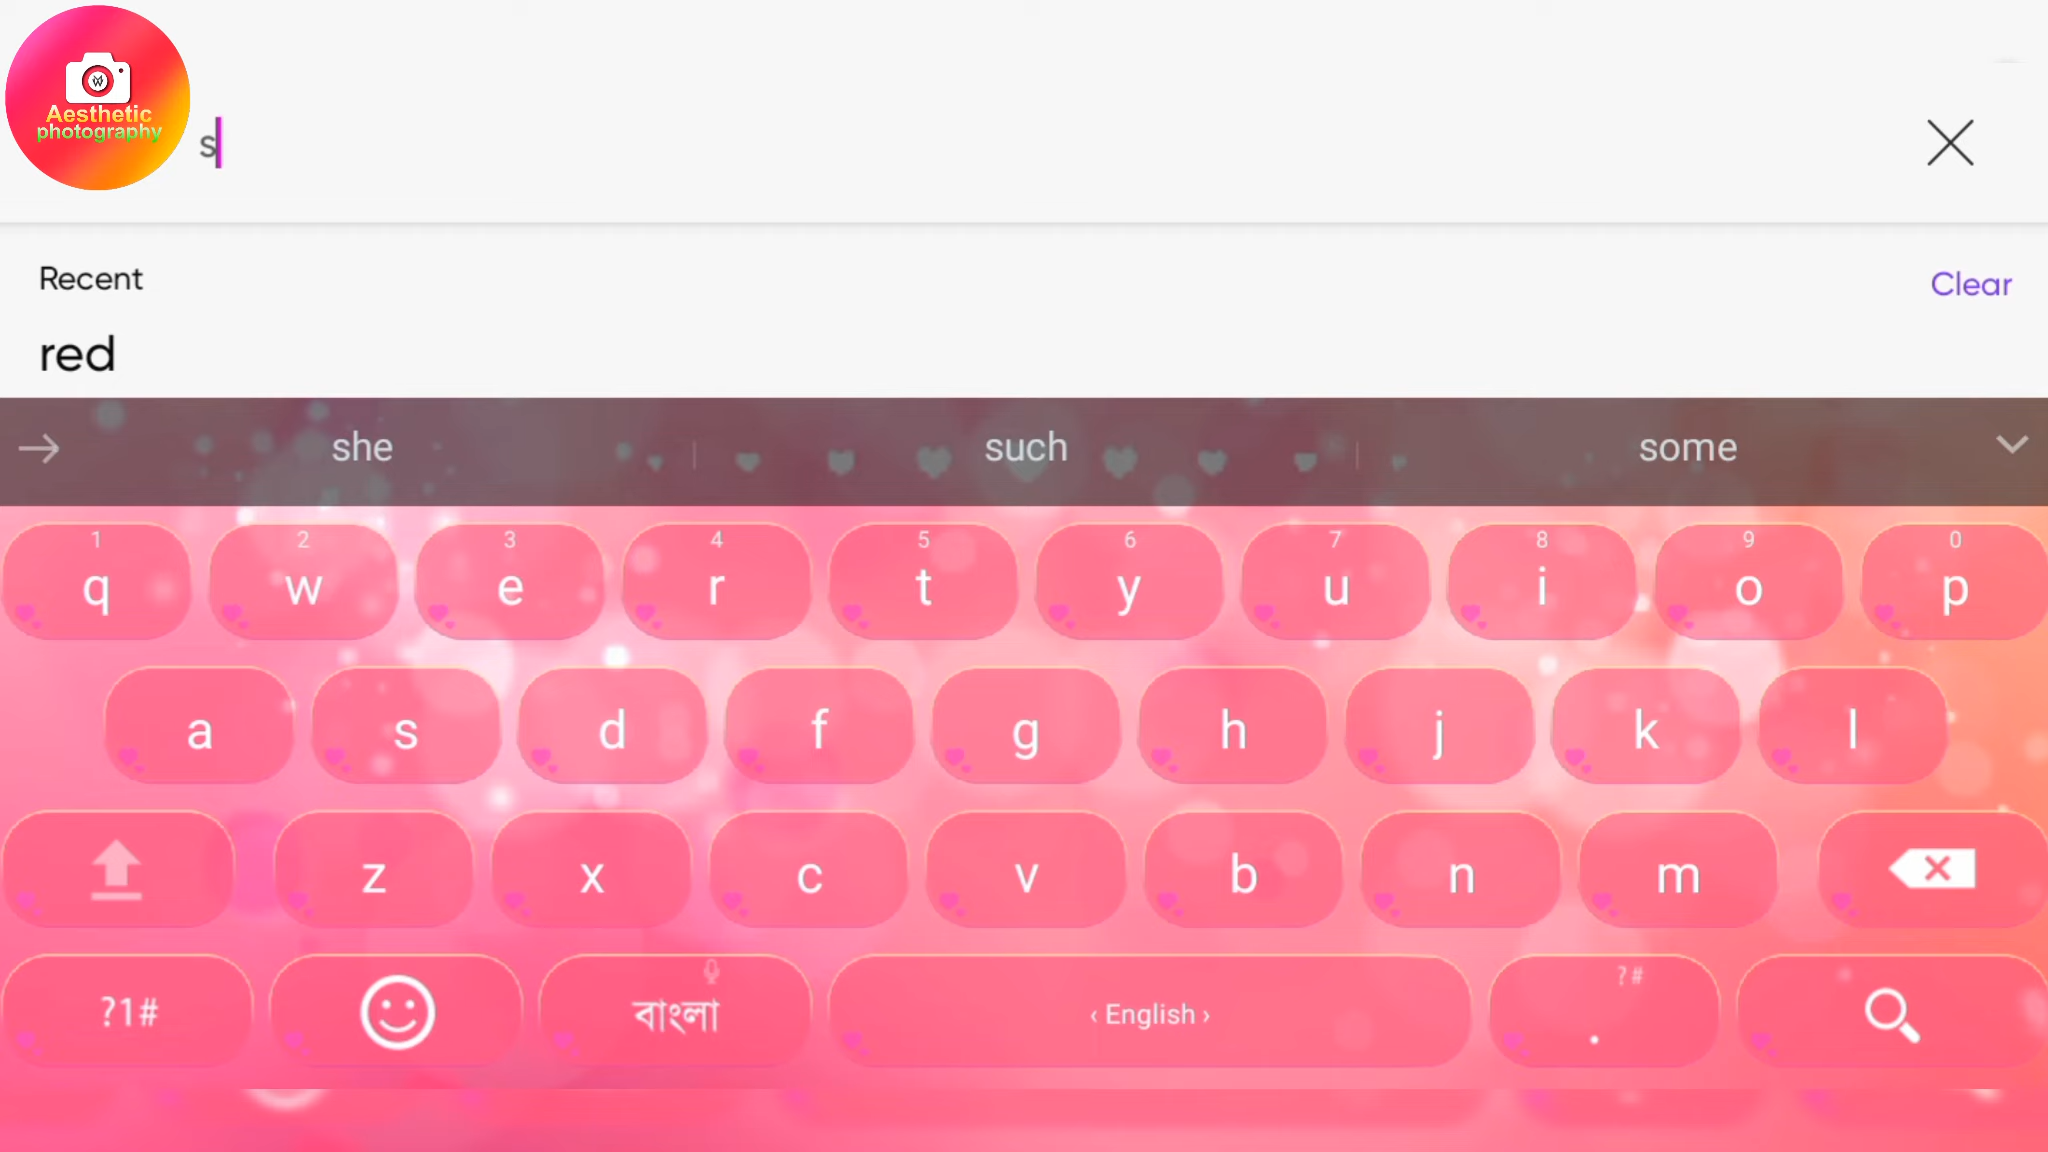 Aesthetic
photography
s
Recent
Clear
red
she
such
some
1 2 3 4 5 6 7 8 9 0
q w e r t y u i o p
a s d f g h j k l
z x c v b n m
?1#
বাংলা
‹ English ›
?#
.